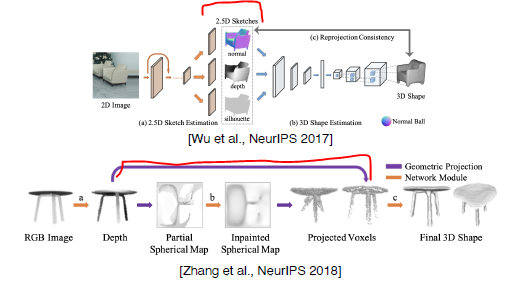 2.5D Sketches
(c) Reprojection Consistency
normal
depth
silhouette
2D Image
3D Shape
(a) 2.5D Sketch Estimation
(b) 3D Shape Estimation
Normal Ball
[Wu et al., NeurIPS 2017]
Geometric Projection
Network Module
a
b
c
RGB Image
Depth
Partial
Spherical Map
Inpainted
Spherical Map
Projected Voxels
Final 3D Shape
[Zhang et al., NeurIPS 2018]